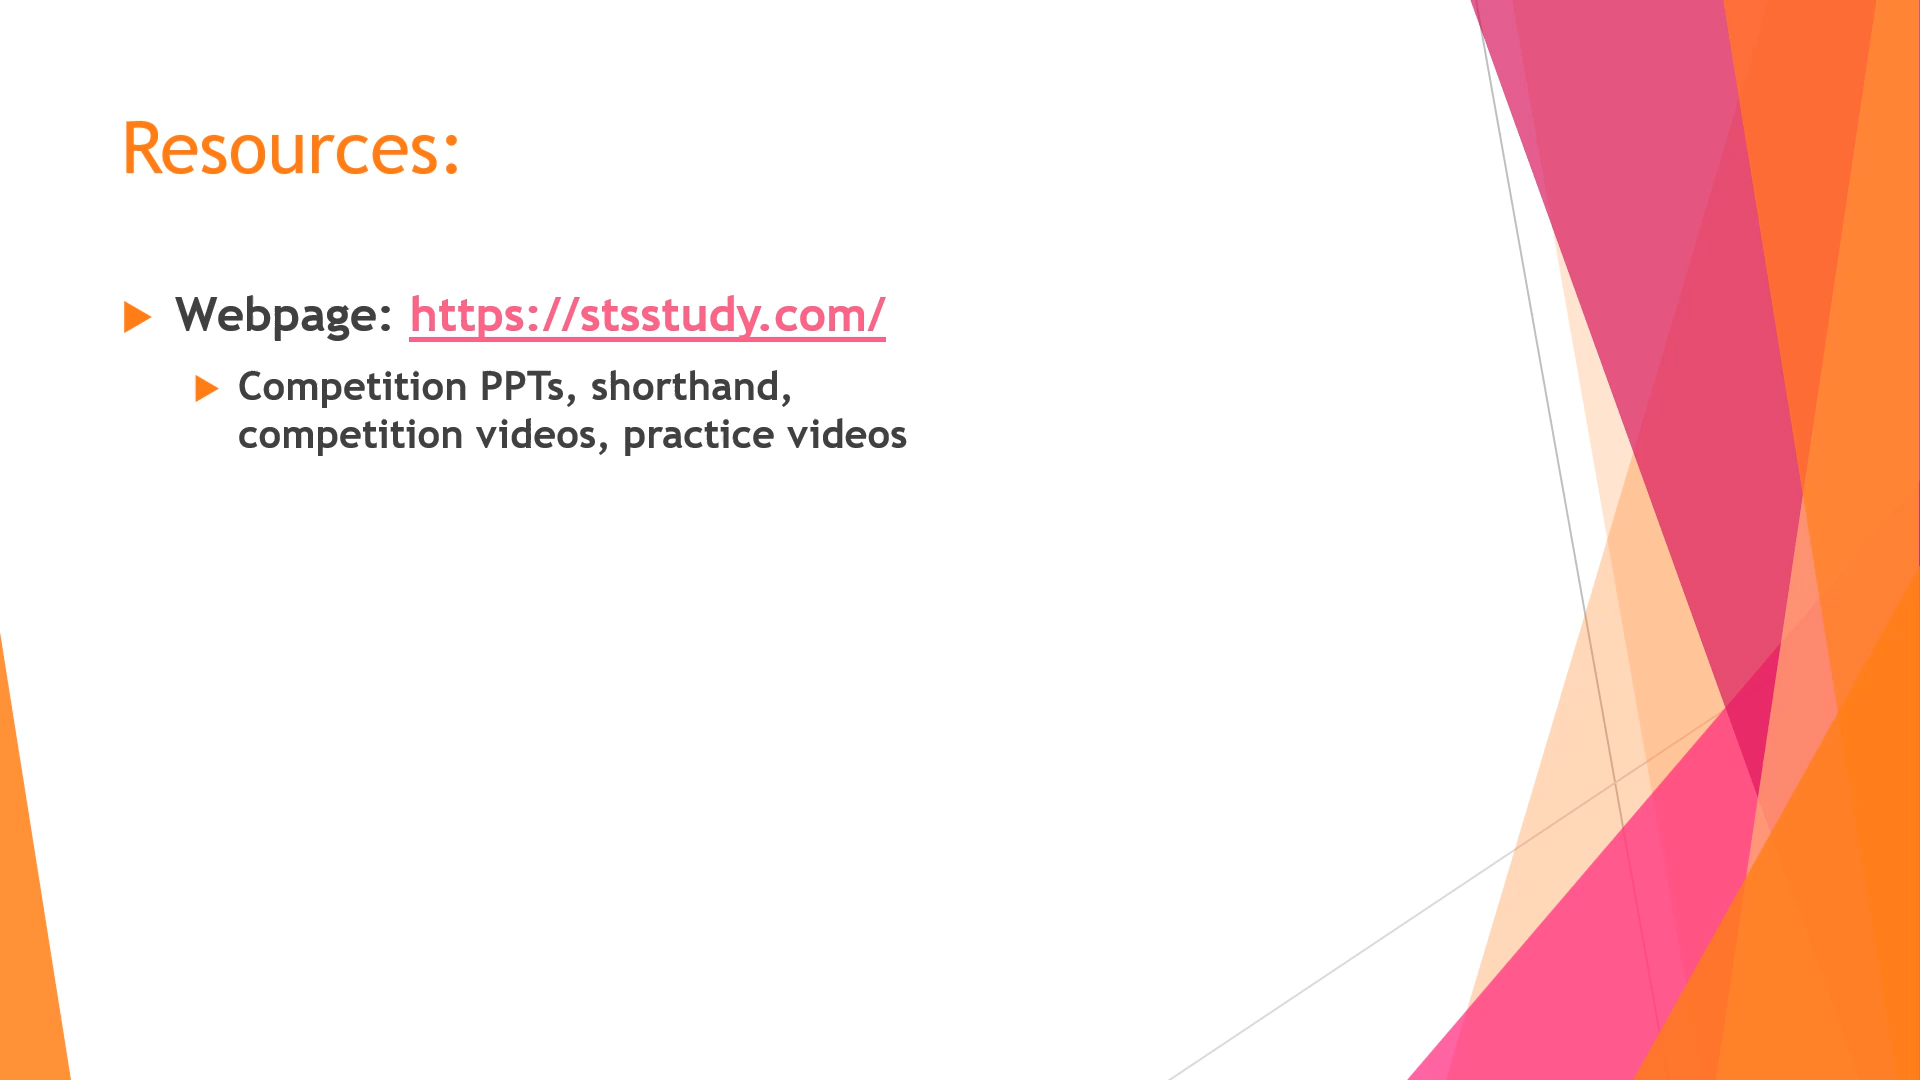 Resources:
Webpage: https://stsstudy.com/
Competition PPTs, shorthand,
competition videos, practice videos